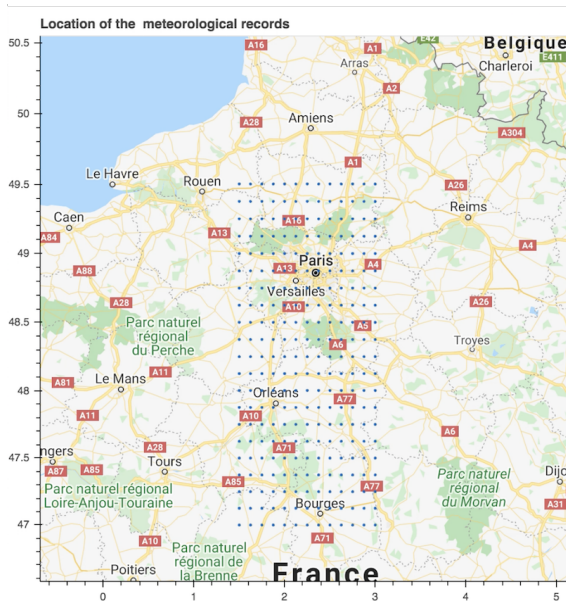 Location of the meteorological records
50.5
A16
A1
E42
Belgique
Arras
Charleroi
E411
A2
50
Amiens
A28
A304
A1
Le Havre
49.5
Rouen
A26
Reims
Caen
A16
A84
A13
A4
49
Paris
A88
A13
A4
Versailles
A28
A10
A26
48.5
Parc naturel
régional
du Perche
A5
A6
Troyes
A11
Le Mans
A81
48
Orléans
A77
A11
A10
A6
47.5
ngers
A28
A71
A87
A85
Tours
A85
Parc naturel
régional
du Morvan
Dijo
Parc naturel régional
Loire-Anjou-Touraine
A77
A31
47
Bourges
A10
A71
Parc naturel
régional de
la Brenne
Poitiers
France
0
1
2
3
4
5